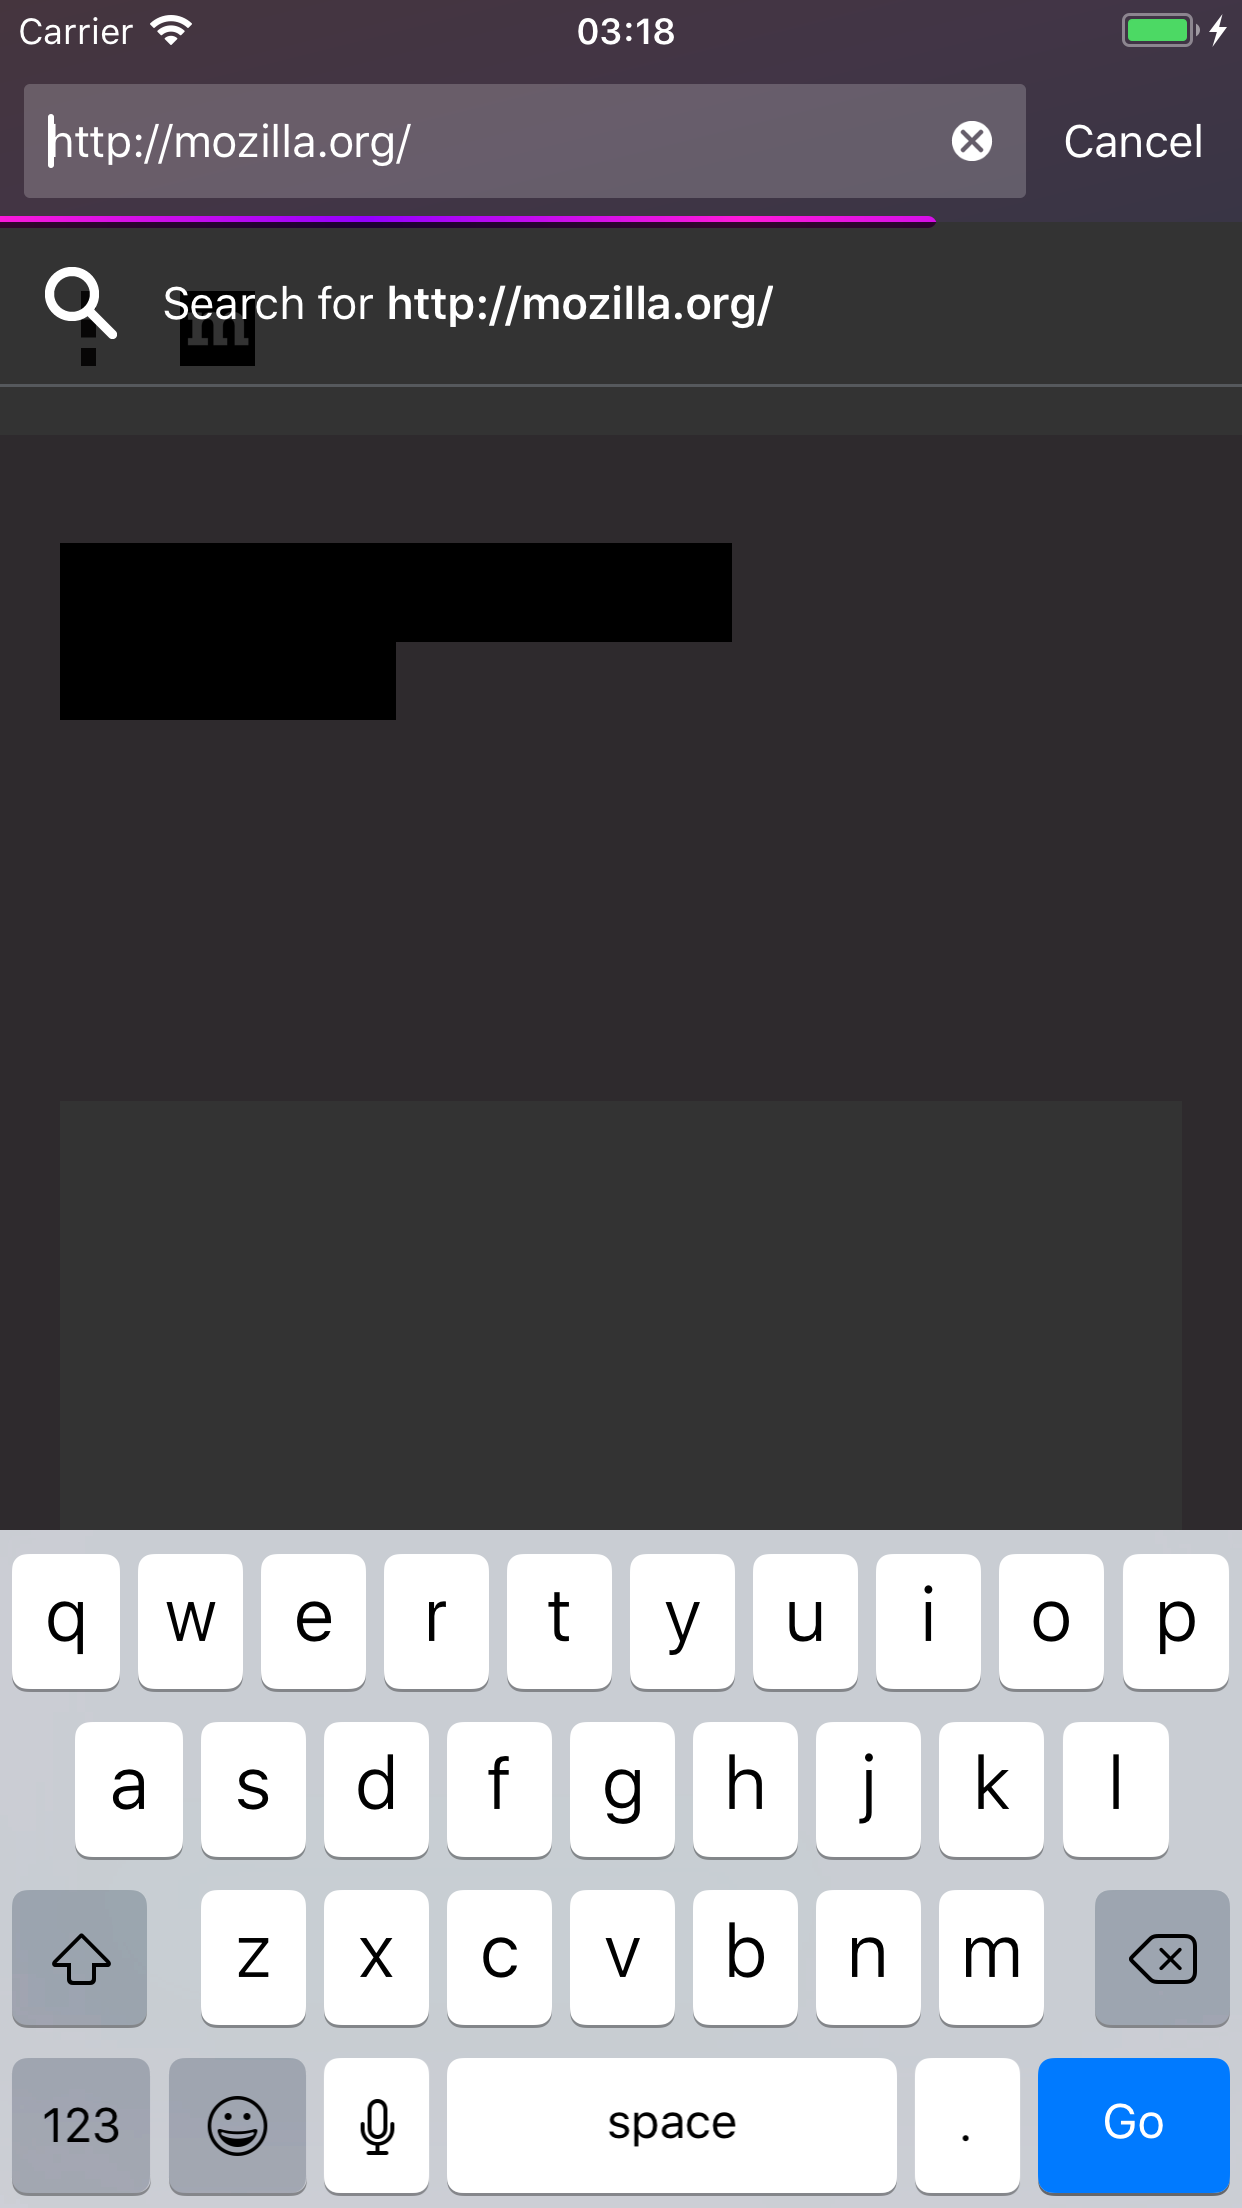 Carrier 03:18
http://mozilla.org/ Cancel
Search for http://mozilla.org/
m
q w e r t y u i o p
a s d f g h j k l
z x c v b n m
123 space . Go